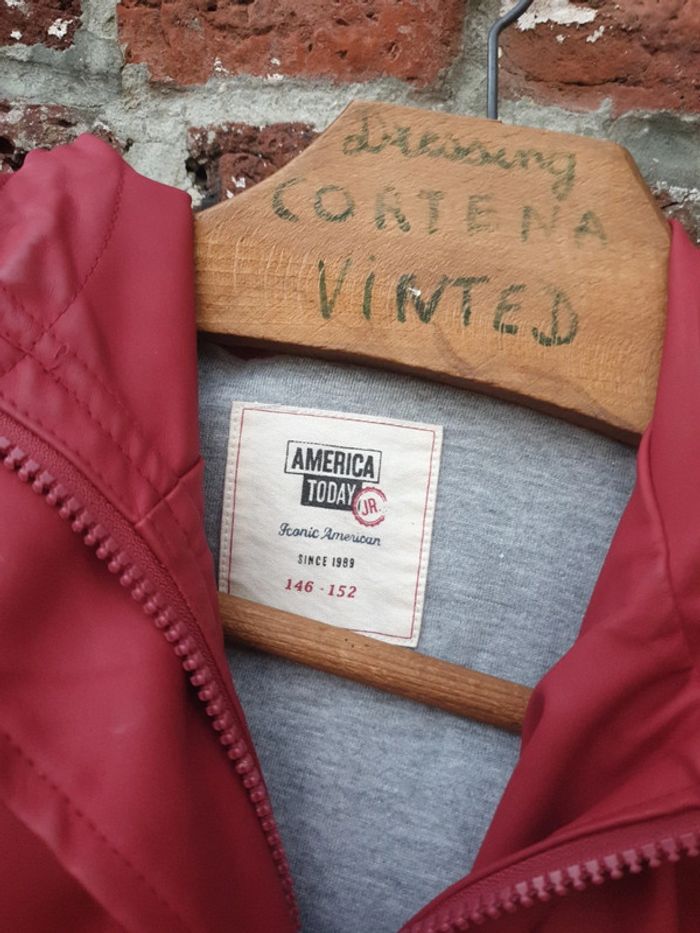 Dressing
CORTENA
VINTED
AMERICA
TODAY
JR.
Iconic American
SINCE 1989
146 - 152